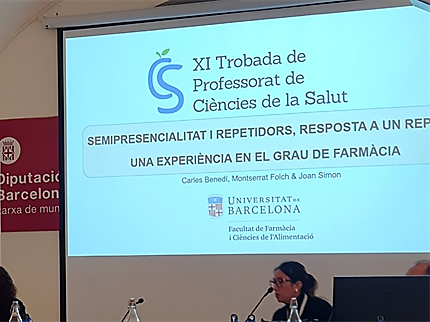 XI Trobada de
Professorat de
Ciències de la Salut
SEMIPRESENCIALITAT I REPETIDORS, RESPOSTA A UN REP
UNA EXPERIÈNCIA EN EL GRAU DE FARMÀCIA
Carles Benedí, Montserrat Folch & Joan Simon
UNIVERSITAT DE
BARCELONA
Facultat de Farmàcia
i Ciències de l'Alimentació
Diputació
Barcelon
xarxa de mun